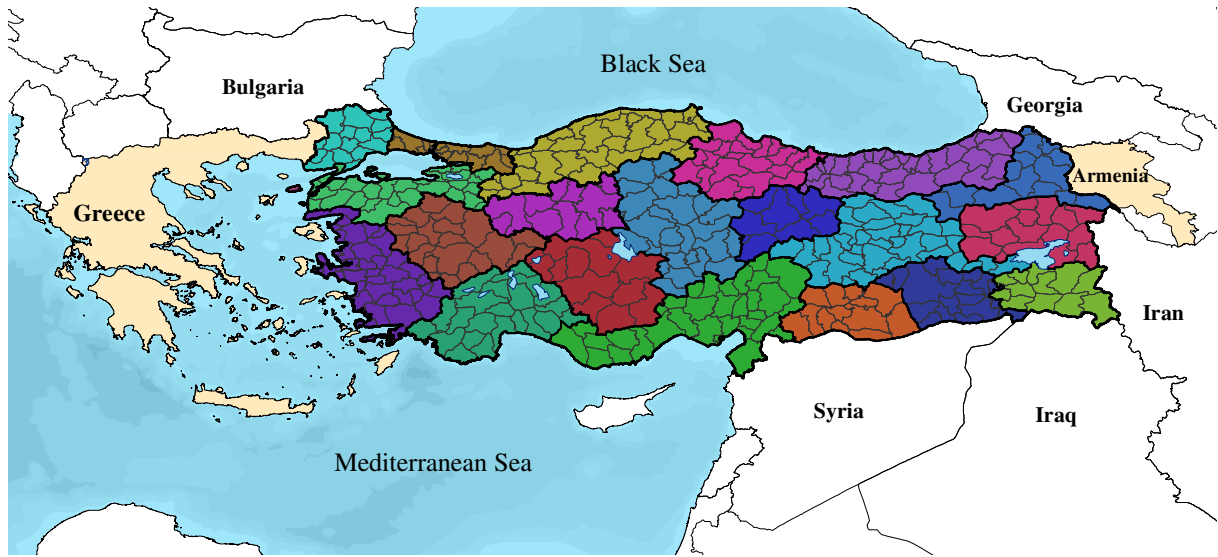 Black Sea
Bulgaria
Georgia
Armenia
Greece
Iran
Syria
Iraq
Mediterranean Sea